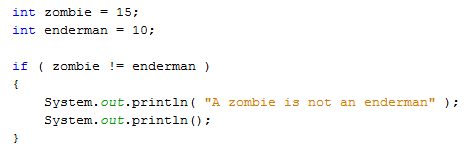 int zombie = 15;
int enderman = 10;

if ( zombie != enderman )
{
    System.out.println( "A zombie is not an enderman" );
    System.out.println();
}